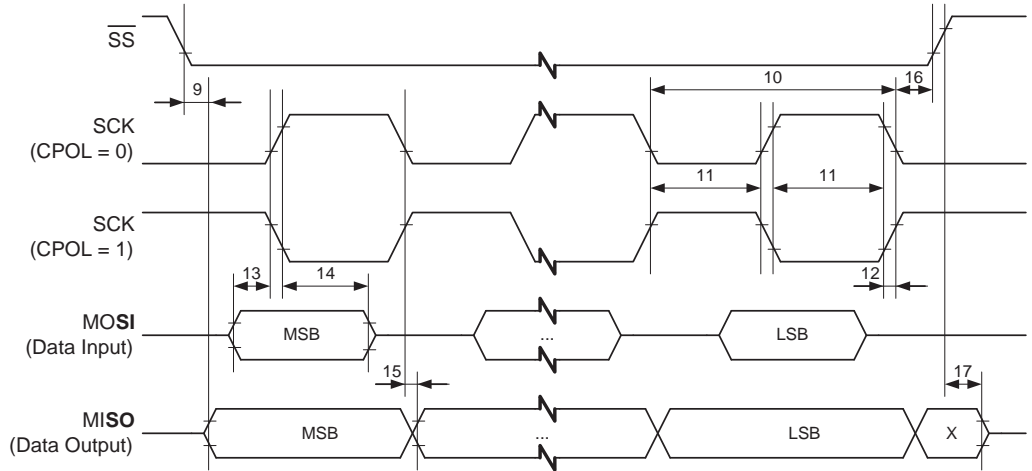 SS
9
10
16
SCK
(CPOL = 0)
11
11
SCK
(CPOL = 1)
13
14
12
MOSI
(Data Input)
MSB
...
LSB
15
17
MISO
(Data Output)
MSB
...
LSB
X